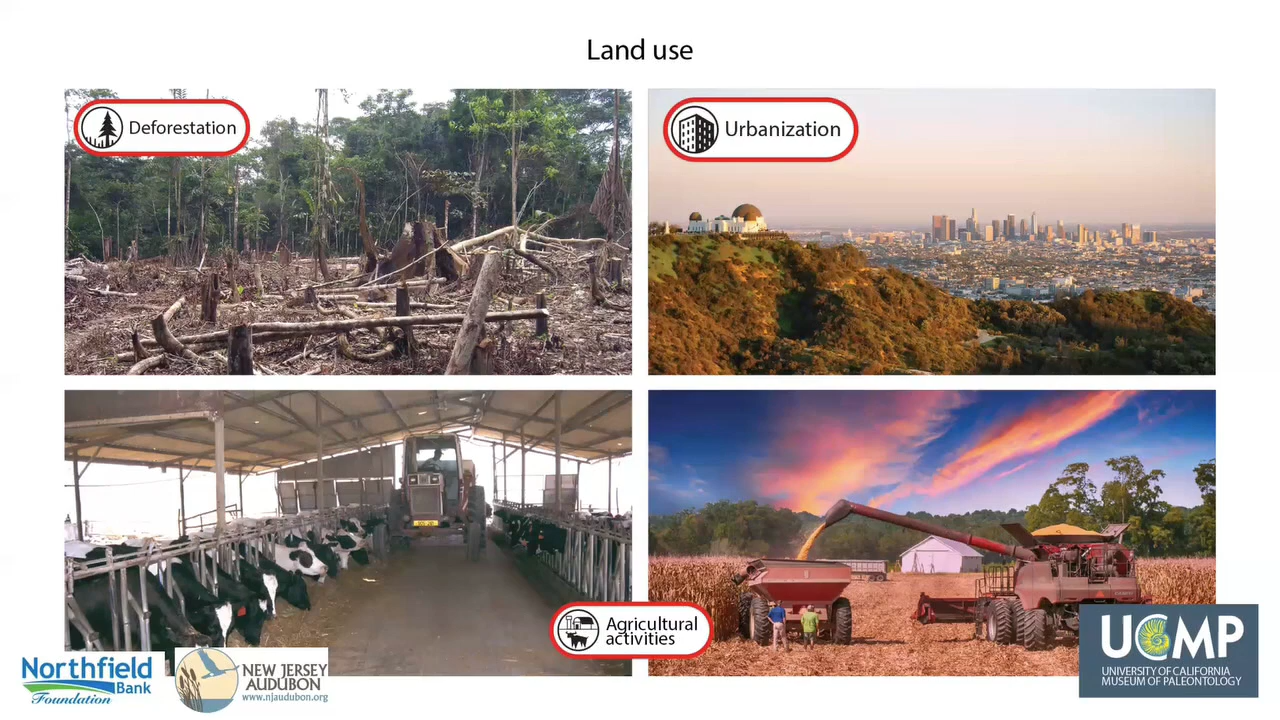 Land use
Deforestation
Urbanization
Agricultural
activities
Northfield
Bank
Foundation
NEW JERSEY
AUDUBON
www.njaudubon.org
UCMP
UNIVERSITY OF CALIFORNIA
MUSEUM OF PALEONTOLOGY